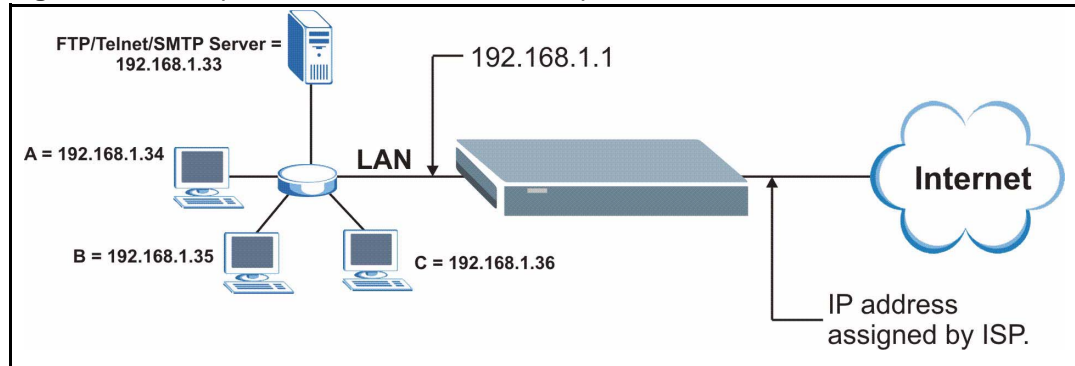 FTP/Telnet/SMTP Server =
192.168.1.33
192.168.1.1
A = 192.168.1.34
LAN
Internet
B = 192.168.1.35
C = 192.168.1.36
IP address
assigned by ISP.